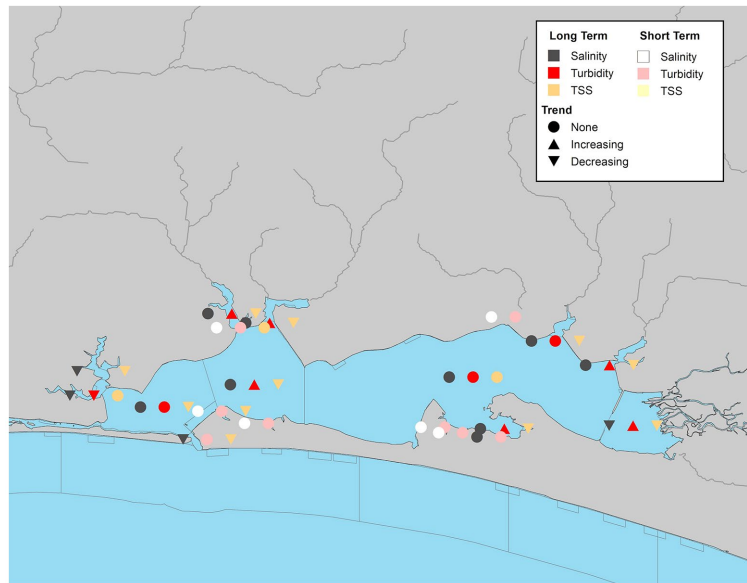 Long Term Short Term
Salinity Salinity
Turbidity Turbidity
TSS TSS
Trend
None
Increasing
Decreasing